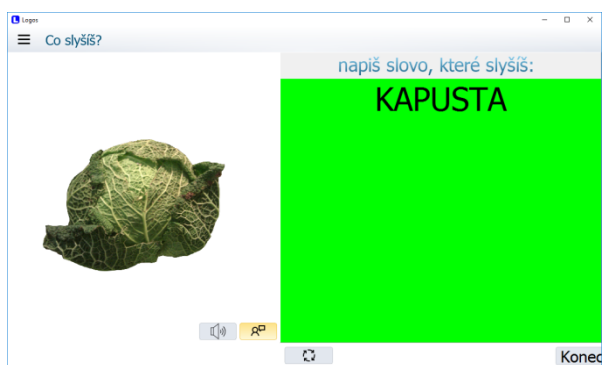 Logos
Co slyšíš?
napiš slovo, které slyšíš:
KAPUSTA
Konec